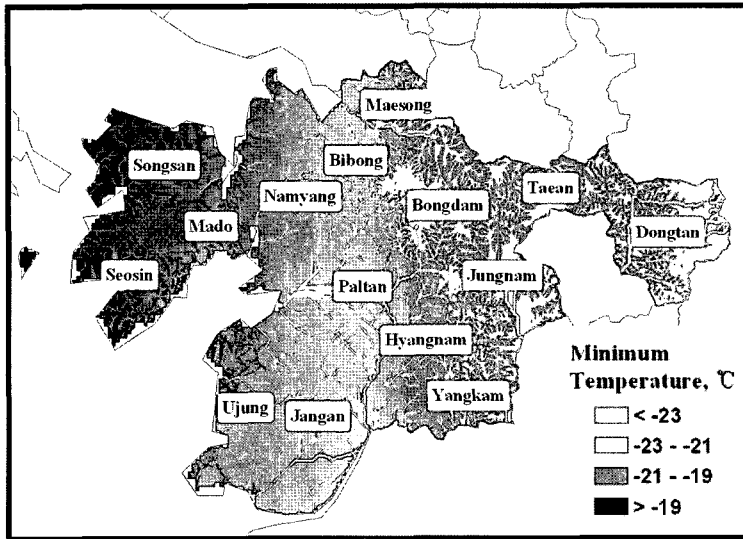 Maesong
Songsan
Bibong
Taean
Namyang
Bongdam
Mado
Dongtan
Seosin
Jungnam
Paltan
Hyangnam
Minimum
Temperature, ℃
Yangkam
Ujung
Jangan
< -23
-23 - -21
-21 - -19
> -19